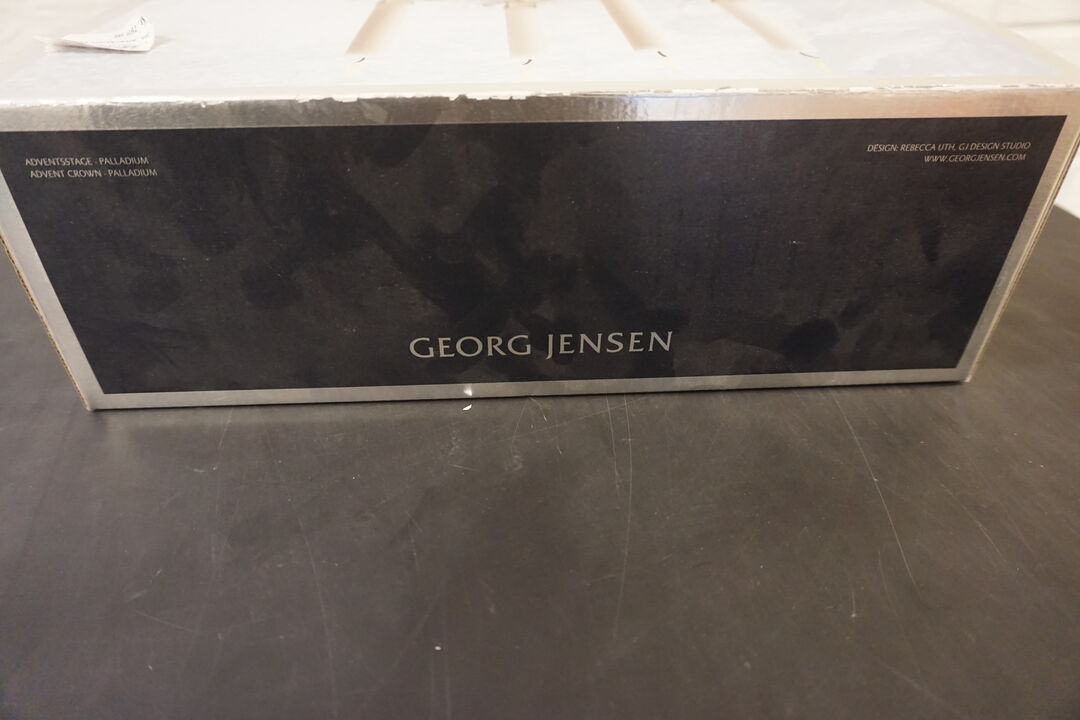 ADVENTSSTAGE - PALLADIUM
ADVENT CROWN - PALLADIUM
DESIGN: REBECCA UTH, GJ DESIGN STUDIO
WWW.GEORGJENSEN.COM
GEORG JENSEN